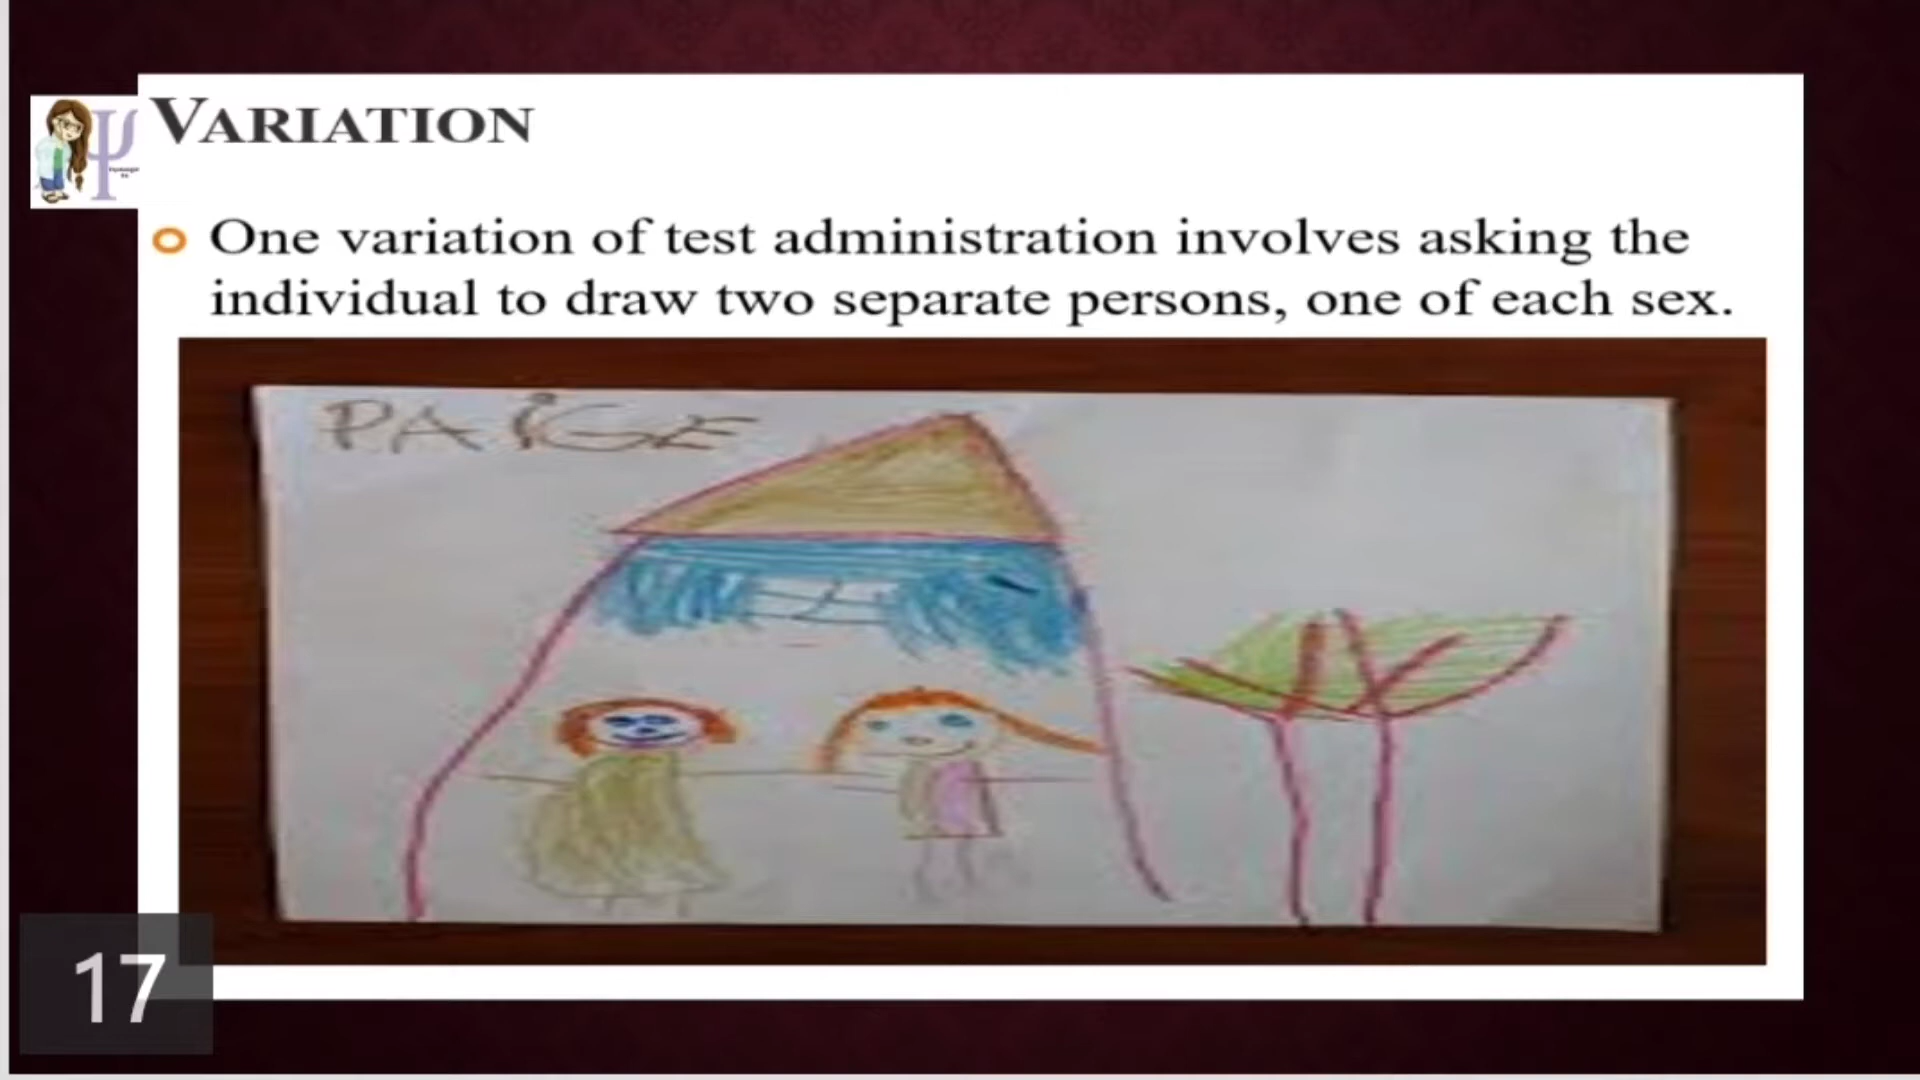 VARIATION
One variation of test administration involves asking the
individual to draw two separate persons, one of each sex.
PAIGE
17